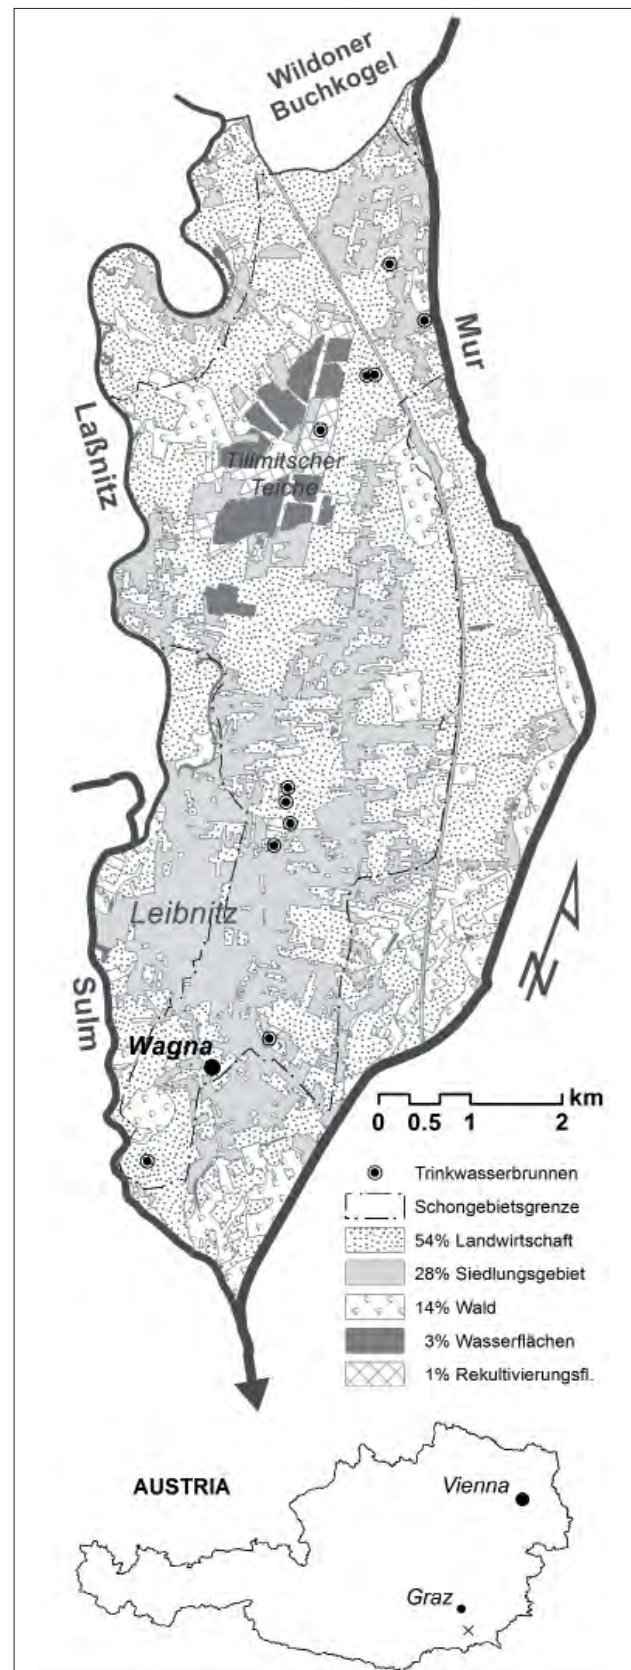 Wildoner
Buchkogel
Mur
Laßnitz
Tillmitscher
Teiche
Leibnitz
Sulm
Wagna
N
km
0 0.5 1 2
Trinkwasserbrunnen
Schongebietsgrenze
54% Landwirtschaft
28% Siedlungsgebiet
14% Wald
3% Wasserflächen
1% Rekultivierungsfl.
AUSTRIA
Vienna
Graz